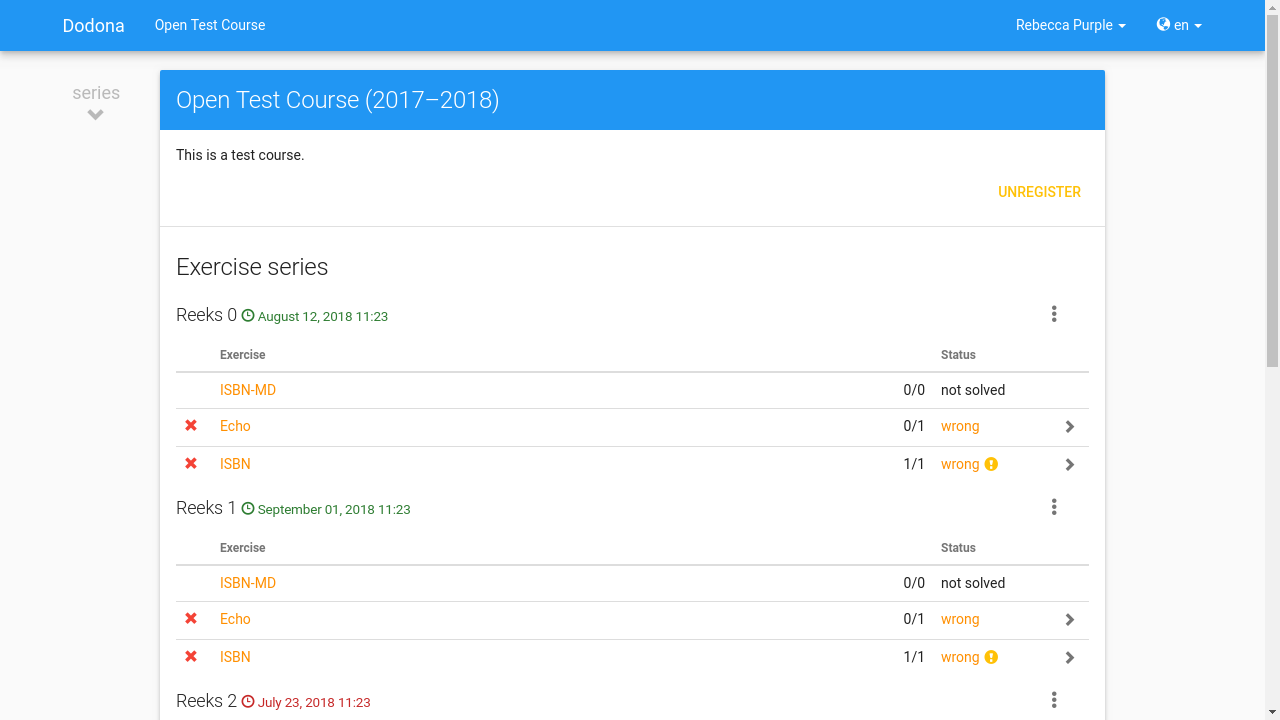 Dodona Open Test Course Rebecca Purple en
series
Open Test Course (2017–2018)
This is a test course.
UNREGISTER
Exercise series
Reeks 0 August 12, 2018 11:23
Exercise Status
ISBN-MD 0/0 not solved
Echo 0/1 wrong
ISBN 1/1 wrong
Reeks 1 September 01, 2018 11:23
Exercise Status
ISBN-MD 0/0 not solved
Echo 0/1 wrong
ISBN 1/1 wrong
Reeks 2 July 23, 2018 11:23